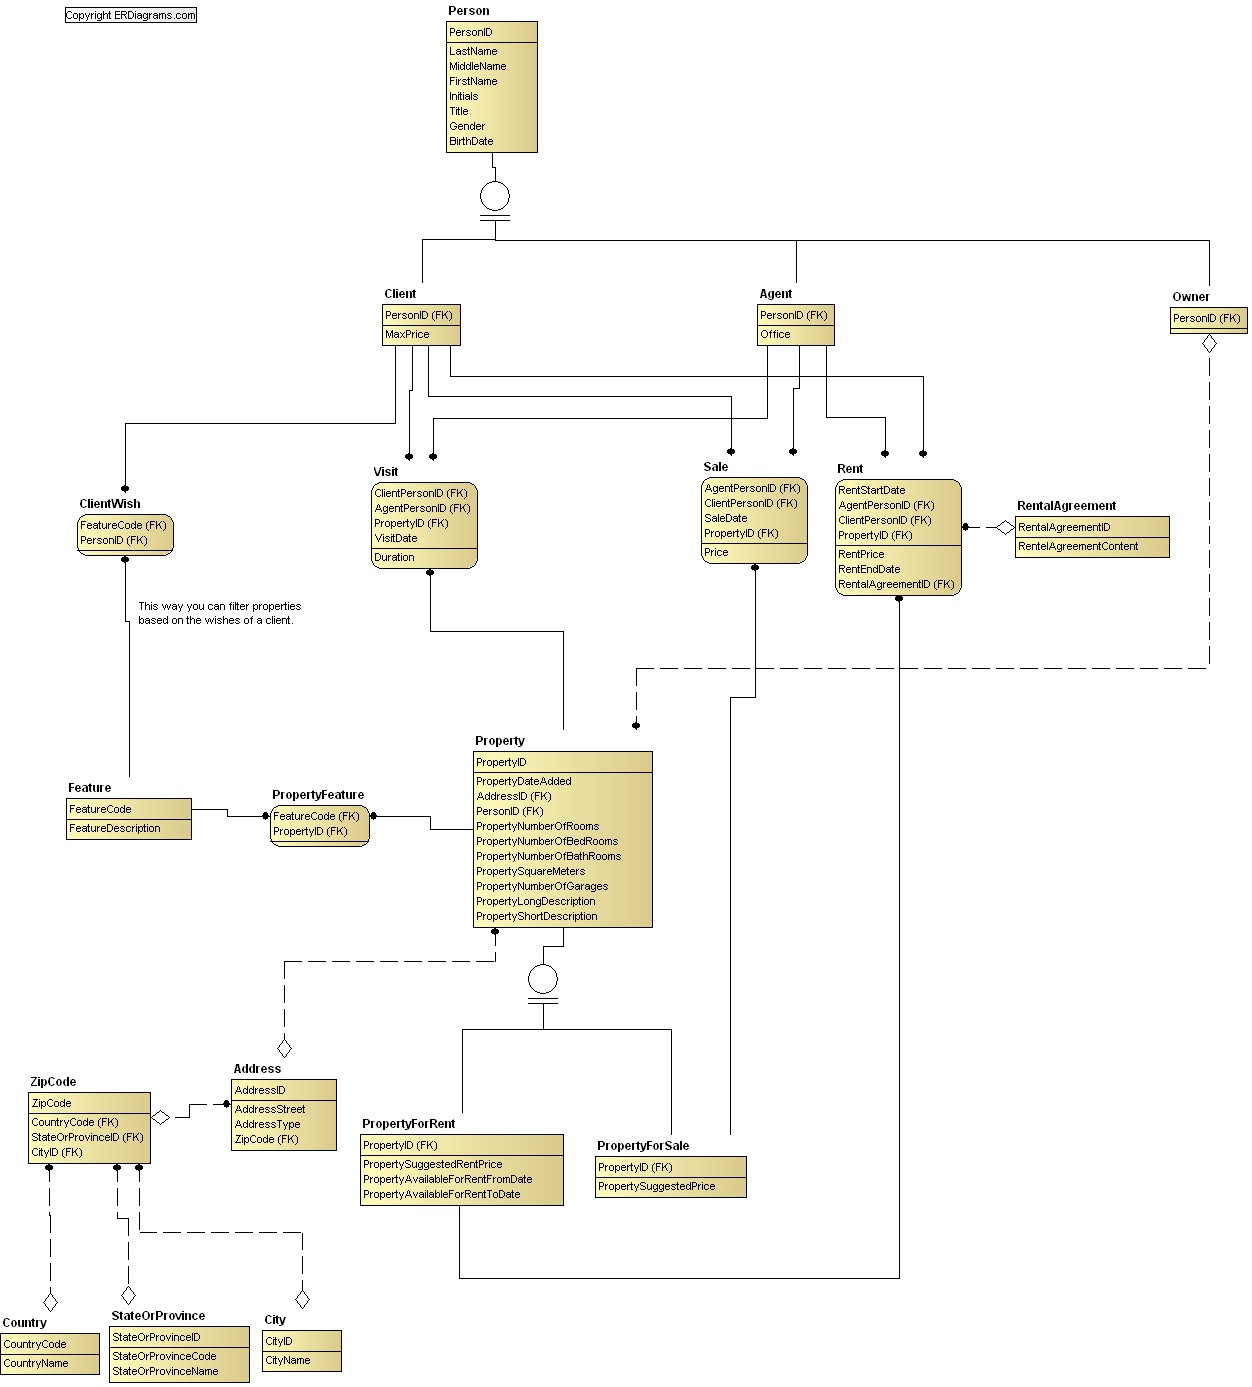 Copyright ERDiagrams.com
Person
PersonID
LastName
MiddleName
FirstName
Initials
Title
Gender
BirthDate
Client
PersonID (FK)
MaxPrice
Agent
PersonID (FK)
Office
Owner
PersonID (FK)
ClientWish
FeatureCode (FK)
PersonID (FK)
This way you can filter properties
based on the wishes of a client.
Visit
ClientPersonID (FK)
AgentPersonID (FK)
PropertyID (FK)
VisitDate
Duration
Sale
AgentPersonID (FK)
ClientPersonID (FK)
SaleDate
PropertyID (FK)
Price
Rent
RentStartDate
AgentPersonID (FK)
ClientPersonID (FK)
PropertyID (FK)
RentPrice
RentEndDate
RentalAgreementID (FK)
RentalAgreement
RentalAgreementID
RentelAgreementContent
Feature
FeatureCode
FeatureDescription
PropertyFeature
FeatureCode (FK)
PropertyID (FK)
Property
PropertyID
PropertyDateAdded
AddressID (FK)
PersonID (FK)
PropertyNumberOfRooms
PropertyNumberOfBedRooms
PropertyNumberOfBathRooms
PropertySquareMeters
PropertyNumberOfGarages
PropertyLongDescription
PropertyShortDescription
ZipCode
ZipCode
CountryCode (FK)
StateOrProvinceID (FK)
CityID (FK)
Address
AddressID
AddressStreet
AddressType
ZipCode (FK)
PropertyForRent
PropertyID (FK)
PropertySuggestedRentPrice
PropertyAvailableForRentFromDate
PropertyAvailableForRentToDate
PropertyForSale
PropertyID (FK)
PropertySuggestedPrice
Country
CountryCode
CountryName
StateOrProvince
StateOrProvinceID
StateOrProvinceCode
StateOrProvinceName
City
CityID
CityName